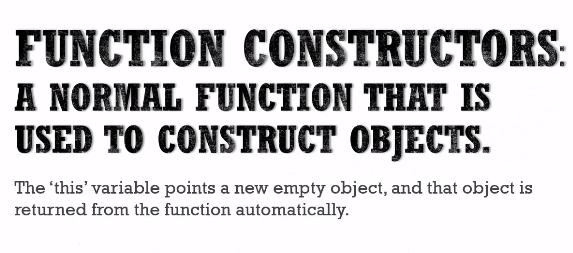 FUNCTION CONSTRUCTORS:
A NORMAL FUNCTION THAT IS
USED TO CONSTRUCT OBJECTS.
The ‘this’ variable points a new empty object, and that object is
returned from the function automatically.